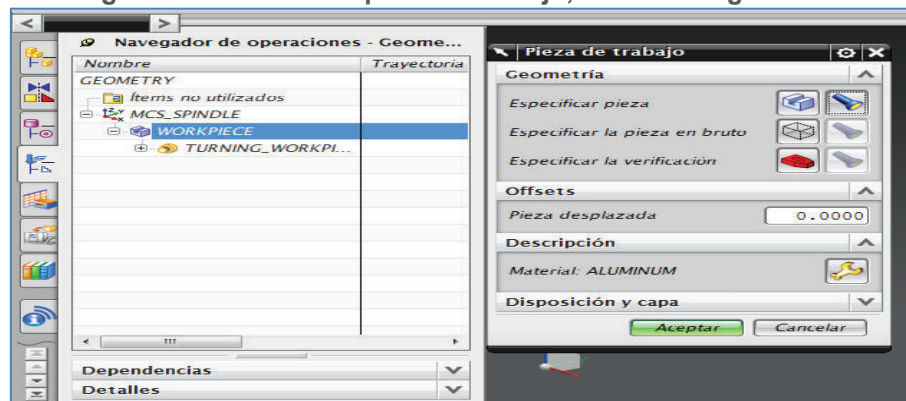 Navegador de operaciones - Geome...
Nombre Trayectoria
GEOMETRY
Ítems no utilizados
MCS_SPINDLE
WORKPIECE
TURNING_WORKPI...
Dependencias
Detalles
Pieza de trabajo
Geometría
Especificar pieza
Especificar la pieza en bruto
Especificar la verificación
Offsets
Pieza desplazada 0.0000
Descripción
Material: ALUMINUM
Disposición y capa
Aceptar Cancelar